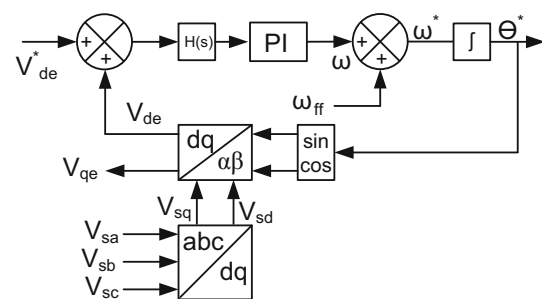 V*de
+
+
H(s)
PI
ω
+
+
ω*
∫
Θ*
ωff
Vde
Vqe
dq
αβ
sin
cos
Vsq
Vsd
Vsa
Vsb
Vsc
abc
dq